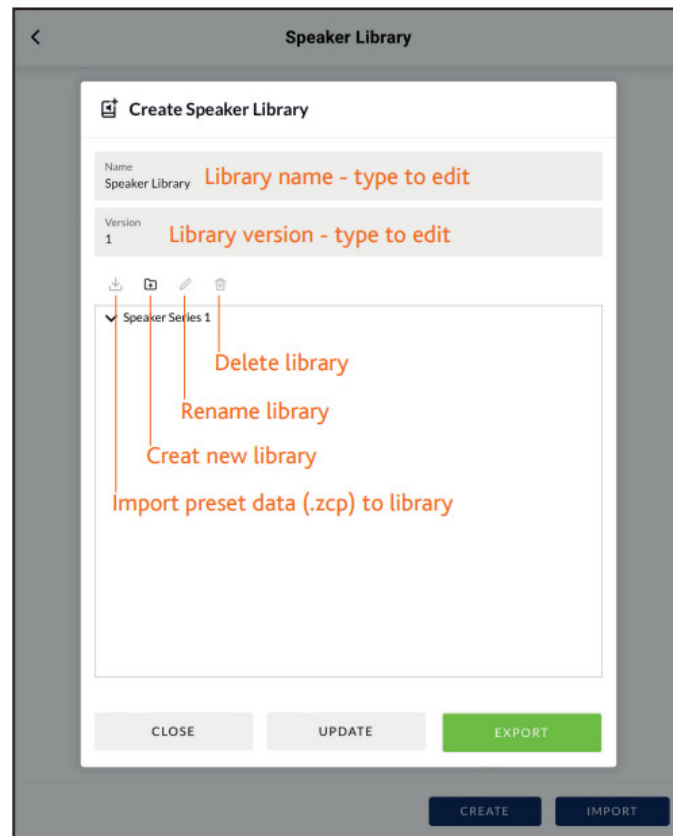 Speaker Library
Create Speaker Library
Name
Speaker Library
Library name - type to edit
Version
1
Library version - type to edit
Speaker Series 1
Delete library
Rename library
Creat new library
Import preset data (.zcp) to library
CLOSE
UPDATE
EXPORT
CREATE
IMPORT